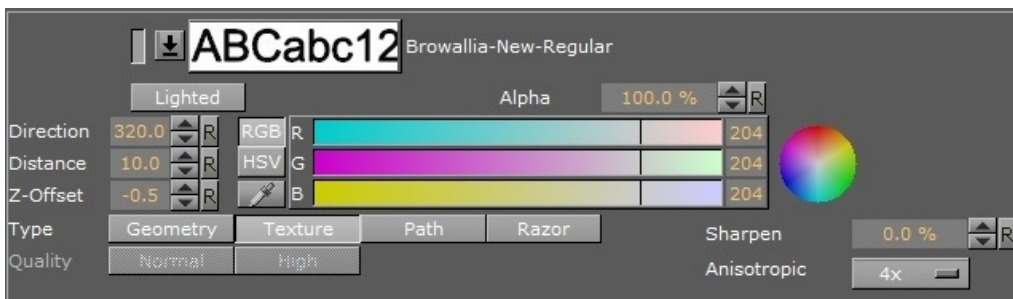 ABCabc12 Browallia-New-Regular
Lighted Alpha 100.0 % R
Direction 320.0 R RGB R 204
Distance 10.0 R HSV G 204
Z-Offset -0.5 R B 204
Type Geometry Texture Path Razor Sharpen 0.0 % R
Quality Normal High Anisotropic 4x